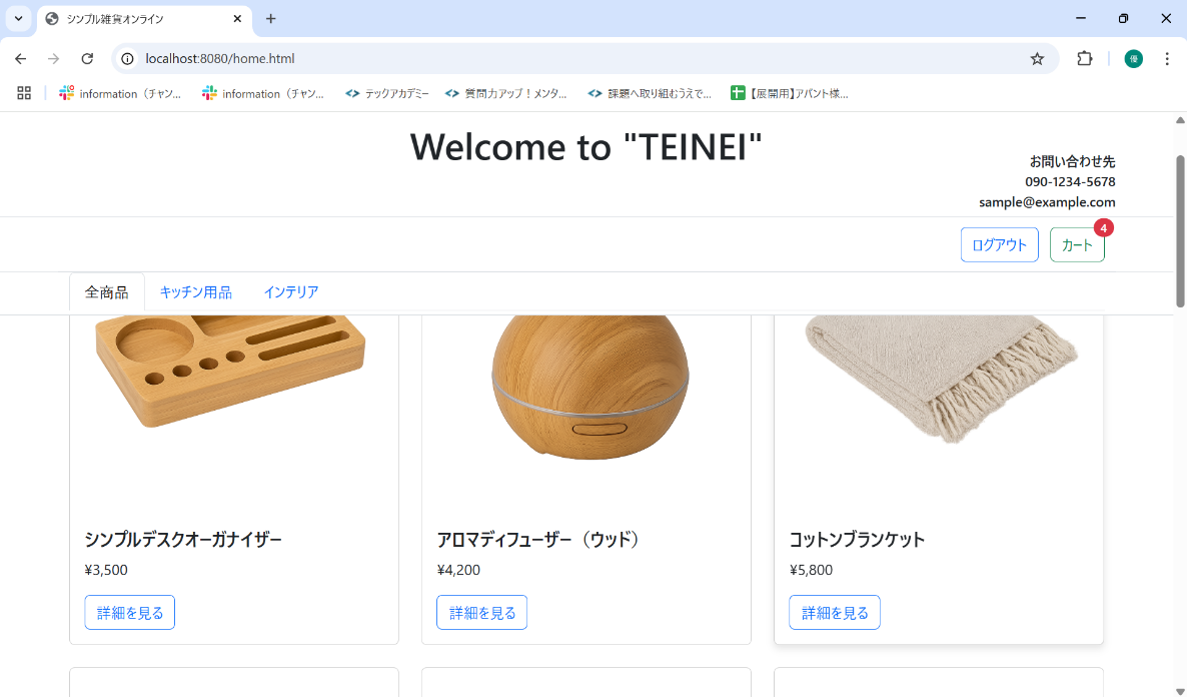 シンプル雑貨オンライン
localhost:8080/home.html
優
information（チャン...
information（チャン...
テックアカデミー
質問力アップ！メンタ...
課題へ取り組むうえで...
【展開用】アバント様...
Welcome to "TEINEI"
お問い合わせ先
090-1234-5678
sample@example.com
ログアウト
カート
4
全商品
キッチン用品
インテリア
シンプルデスクオーガナイザー
¥3,500
詳細を見る
アロマディフューザー（ウッド）
¥4,200
詳細を見る
コットンブランケット
¥5,800
詳細を見る